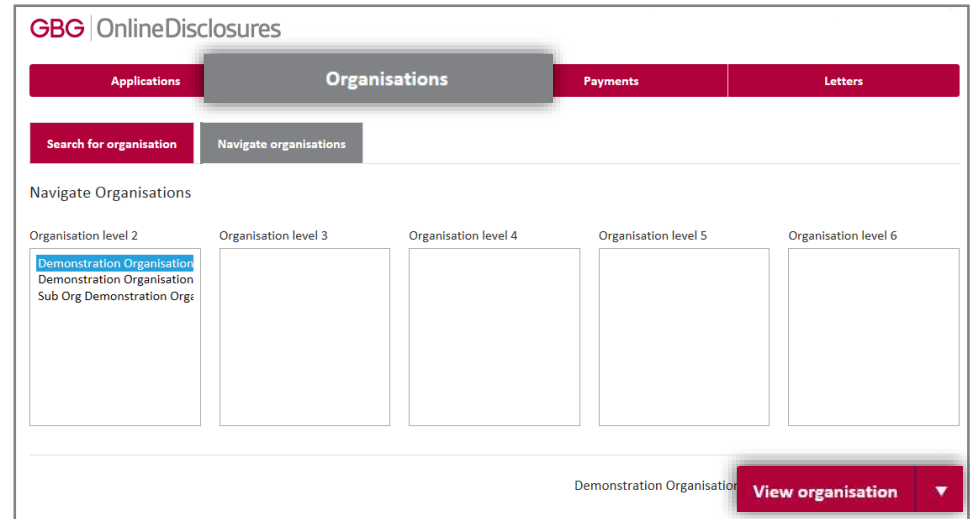 GBG OnlineDisclosures
Applications Organisations Payments Letters
Search for organisation Navigate organisations
Navigate Organisations
Organisation level 2 Organisation level 3 Organisation level 4 Organisation level 5 Organisation level 6
Demonstration Organisation
Demonstration Organisation
Sub Org Demonstration
Demonstration Organisation View organisation